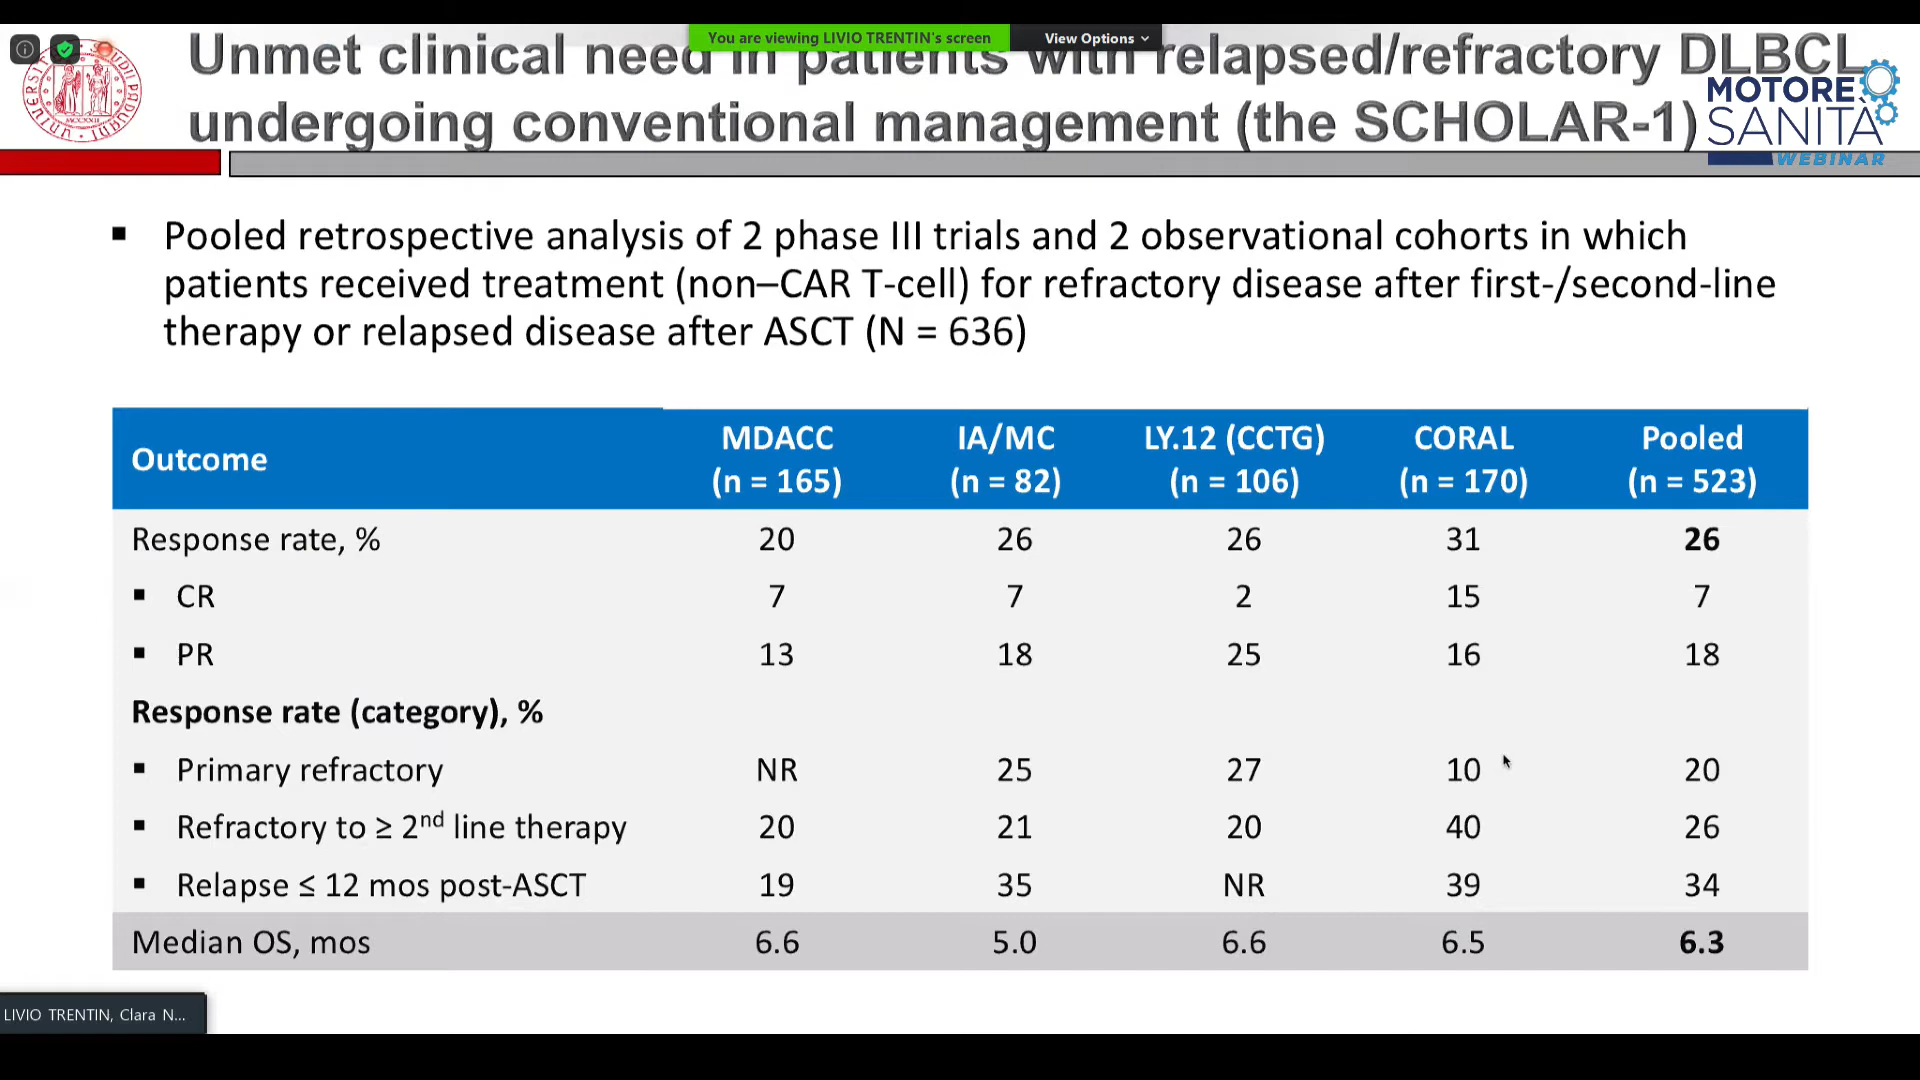 You are viewing LIVIO TRENTIN's screen
View Options
Unmet clinical need in patients with relapsed/refractory DLBCL
undergoing conventional management (the SCHOLAR-1)
MOTORE
SANITÀ
WEBINAR
▪ Pooled retrospective analysis of 2 phase III trials and 2 observational cohorts in which
patients received treatment (non–CAR T-cell) for refractory disease after first-/second-line
therapy or relapsed disease after ASCT (N = 636)
Outcome MDACC (n = 165) IA/MC (n = 82) LY.12 (CCTG) (n = 106) CORAL (n = 170) Pooled (n = 523)
Response rate, % 20 26 26 31 26
▪ CR 7 7 2 15 7
▪ PR 13 18 25 16 18
Response rate (category), %
▪ Primary refractory NR 25 27 10 20
▪ Refractory to ≥ 2nd line therapy 20 21 20 40 26
▪ Relapse ≤ 12 mos post-ASCT 19 35 NR 39 34
Median OS, mos 6.6 5.0 6.6 6.5 6.3
LIVIO TRENTIN, Clara N...